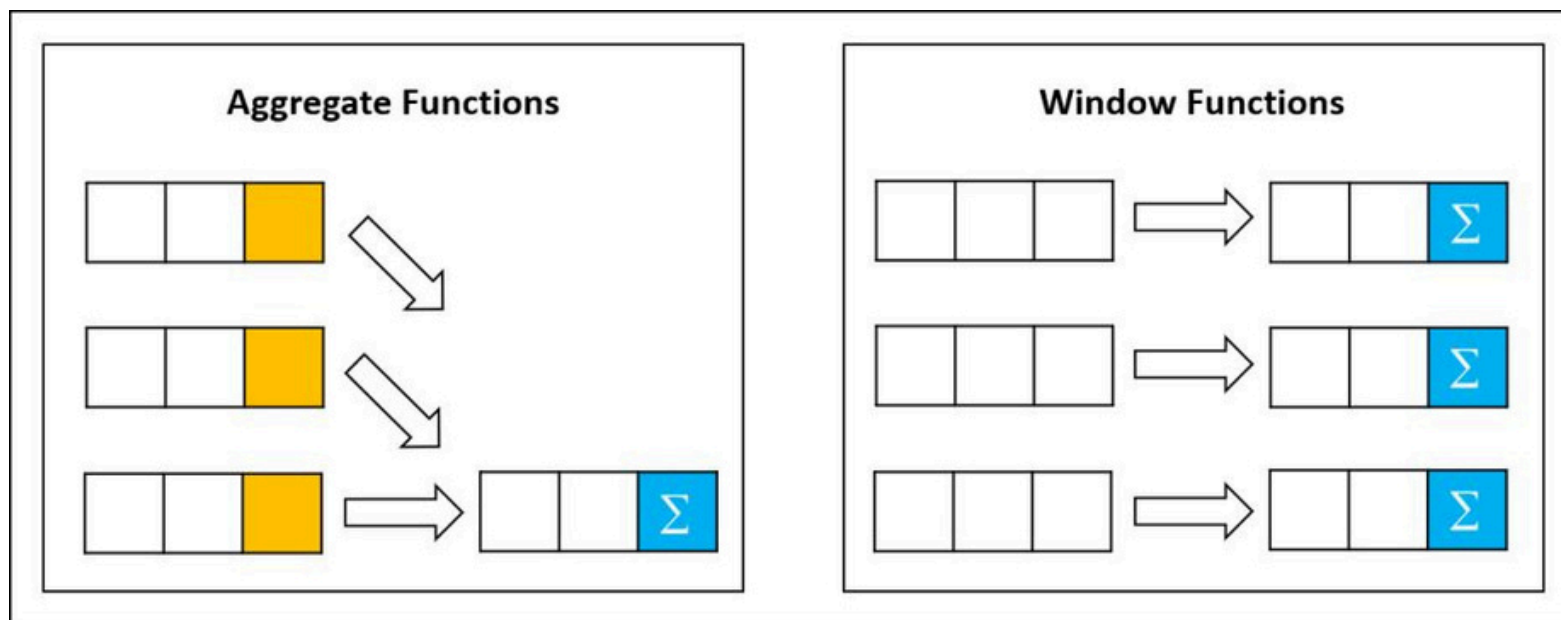 Aggregate Functions
Σ
Window Functions
Σ
Σ
Σ